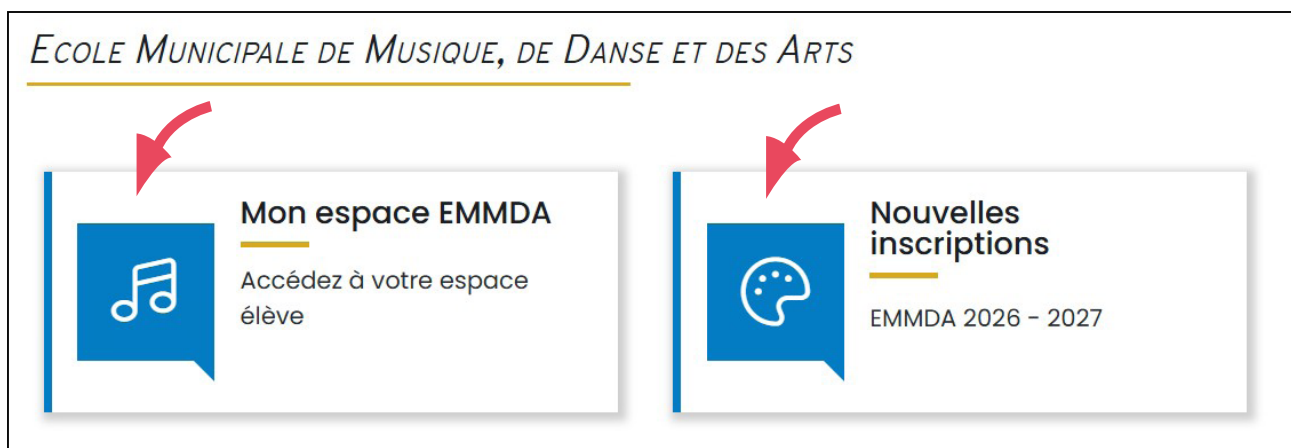 Ecole Municipale de Musique, de Danse et des Arts
Mon espace EMMDA
Accédez à votre espace
élève
Nouvelles
inscriptions
EMMDA 2026 - 2027